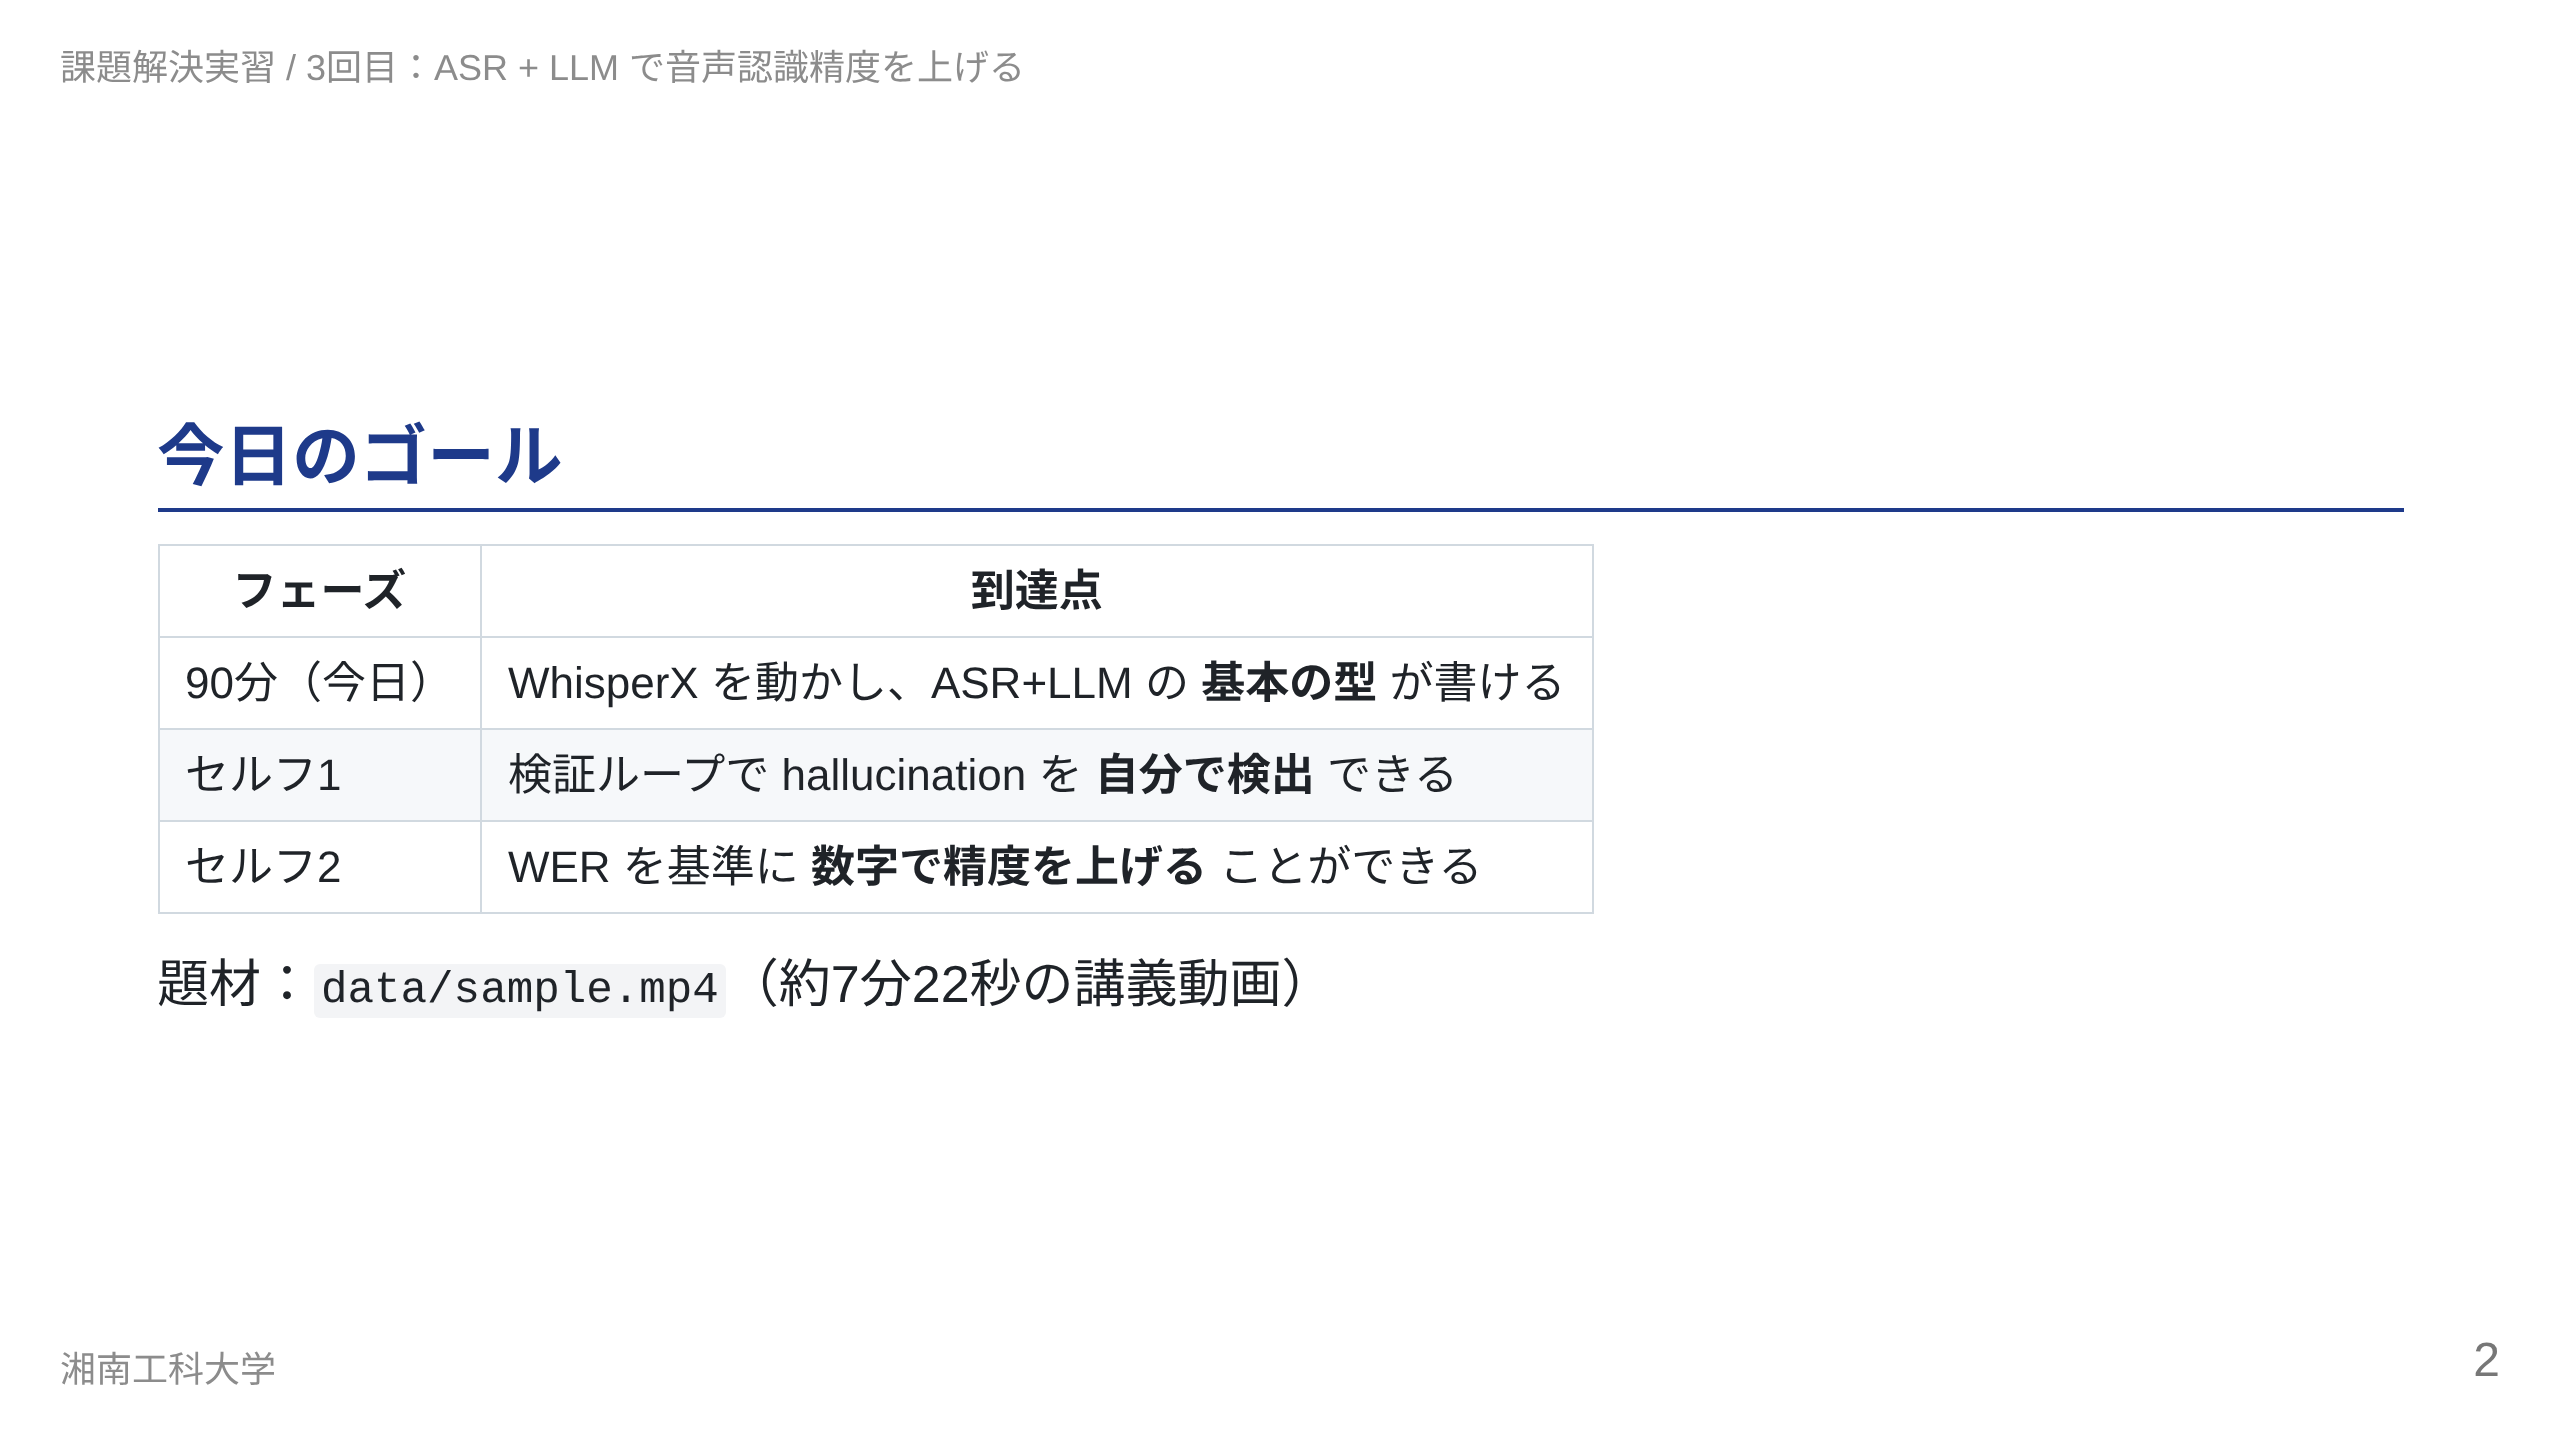 課題解決実習 / 3回目：ASR + LLM で音声認識精度を上げる
今日のゴール
フェーズ 到達点
90分（今日） WhisperX を動かし、ASR+LLM の 基本の型 が書ける
セルフ1 検証ループで hallucination を 自分で検出 できる
セルフ2 WER を基準に 数字で精度を上げる ことができる
題材：data/sample.mp4（約7分22秒の講義動画）
湘南工科大学
2